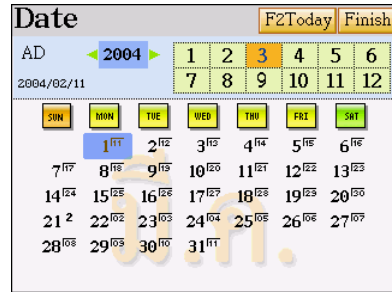 Date F2Today Finish
AD 2004 1 2 3 4 5 6
2004/02/11 7 8 9 10 11 12
SUN MON TUE WED THU FRI SAT
1 11 2 12 3 13 4 14 5 15 6 16
7 17 8 18 9 19 10 20 11 21 12 22 13 23
14 24 15 25 16 26 17 27 18 28 19 29 20 30
21 2 22 02 23 03 24 04 25 05 26 06 27 07
28 08 29 09 30 10 31 11
มี.ค.